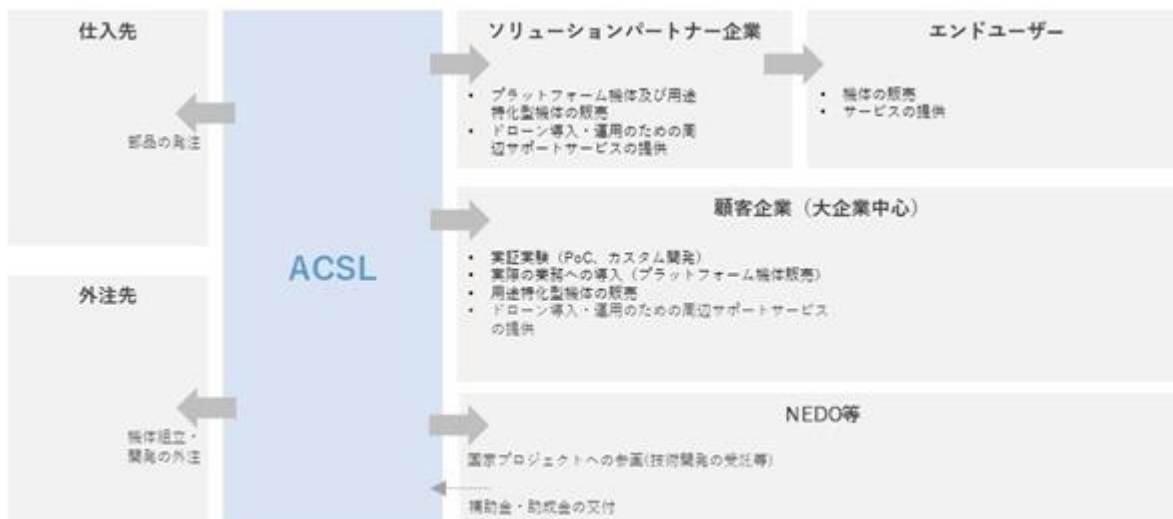 仕入先
部品の発注
外注先
機体組立・
開発の外注
ACSL
ソリューションパートナー企業
• プラットフォーム機体及び用途
特化型機体の販売
• ドローン導入・運用のための周
辺サポートサービスの提供
エンドユーザー
• 機体の販売
• サービスの提供
顧客企業（大企業中心）
•実証実験（PoC、カスタム開発）
• 実際の業務への導入（プラットフォーム機体販売）
• 用途特化型機体の販売
• ドローン導入・運用のための周辺サポートサービス
の提供
NEDO等
国家プロジェクトへの参画(技術開発の受託等)
補助金・助成金の交付